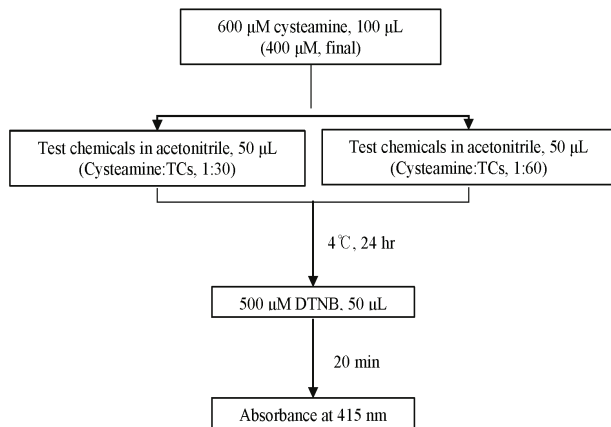 600 μM cysteamine, 100 μL
(400 μM, final)
Test chemicals in acetonitrile, 50 μL
(Cysteamine:TCs, 1:30)
Test chemicals in acetonitrile, 50 μL
(Cysteamine:TCs, 1:60)
4℃, 24 hr
500 μM DTNB, 50 μL
20 min
Absorbance at 415 nm